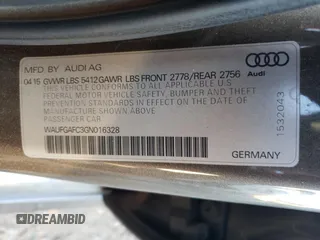 MFD BY AUDI AG
04·15 GVWR LBS 5412 GAWR LBS FRONT 2778/REAR 2756
THIS VEHICLE CONFORMS TO ALL APPLICABLE
FEDERAL MOTOR VEHICLE SAFETY, BUMPER AND THEFT
PREVENTION STANDARDS IN EFFECT
ON THE DATE OF MANUFACTURE SHOWN ABOVE
PASSENGER CAR
WAUFGAFC3GN016328
GERMANY
Audi
1532043
WIREBID